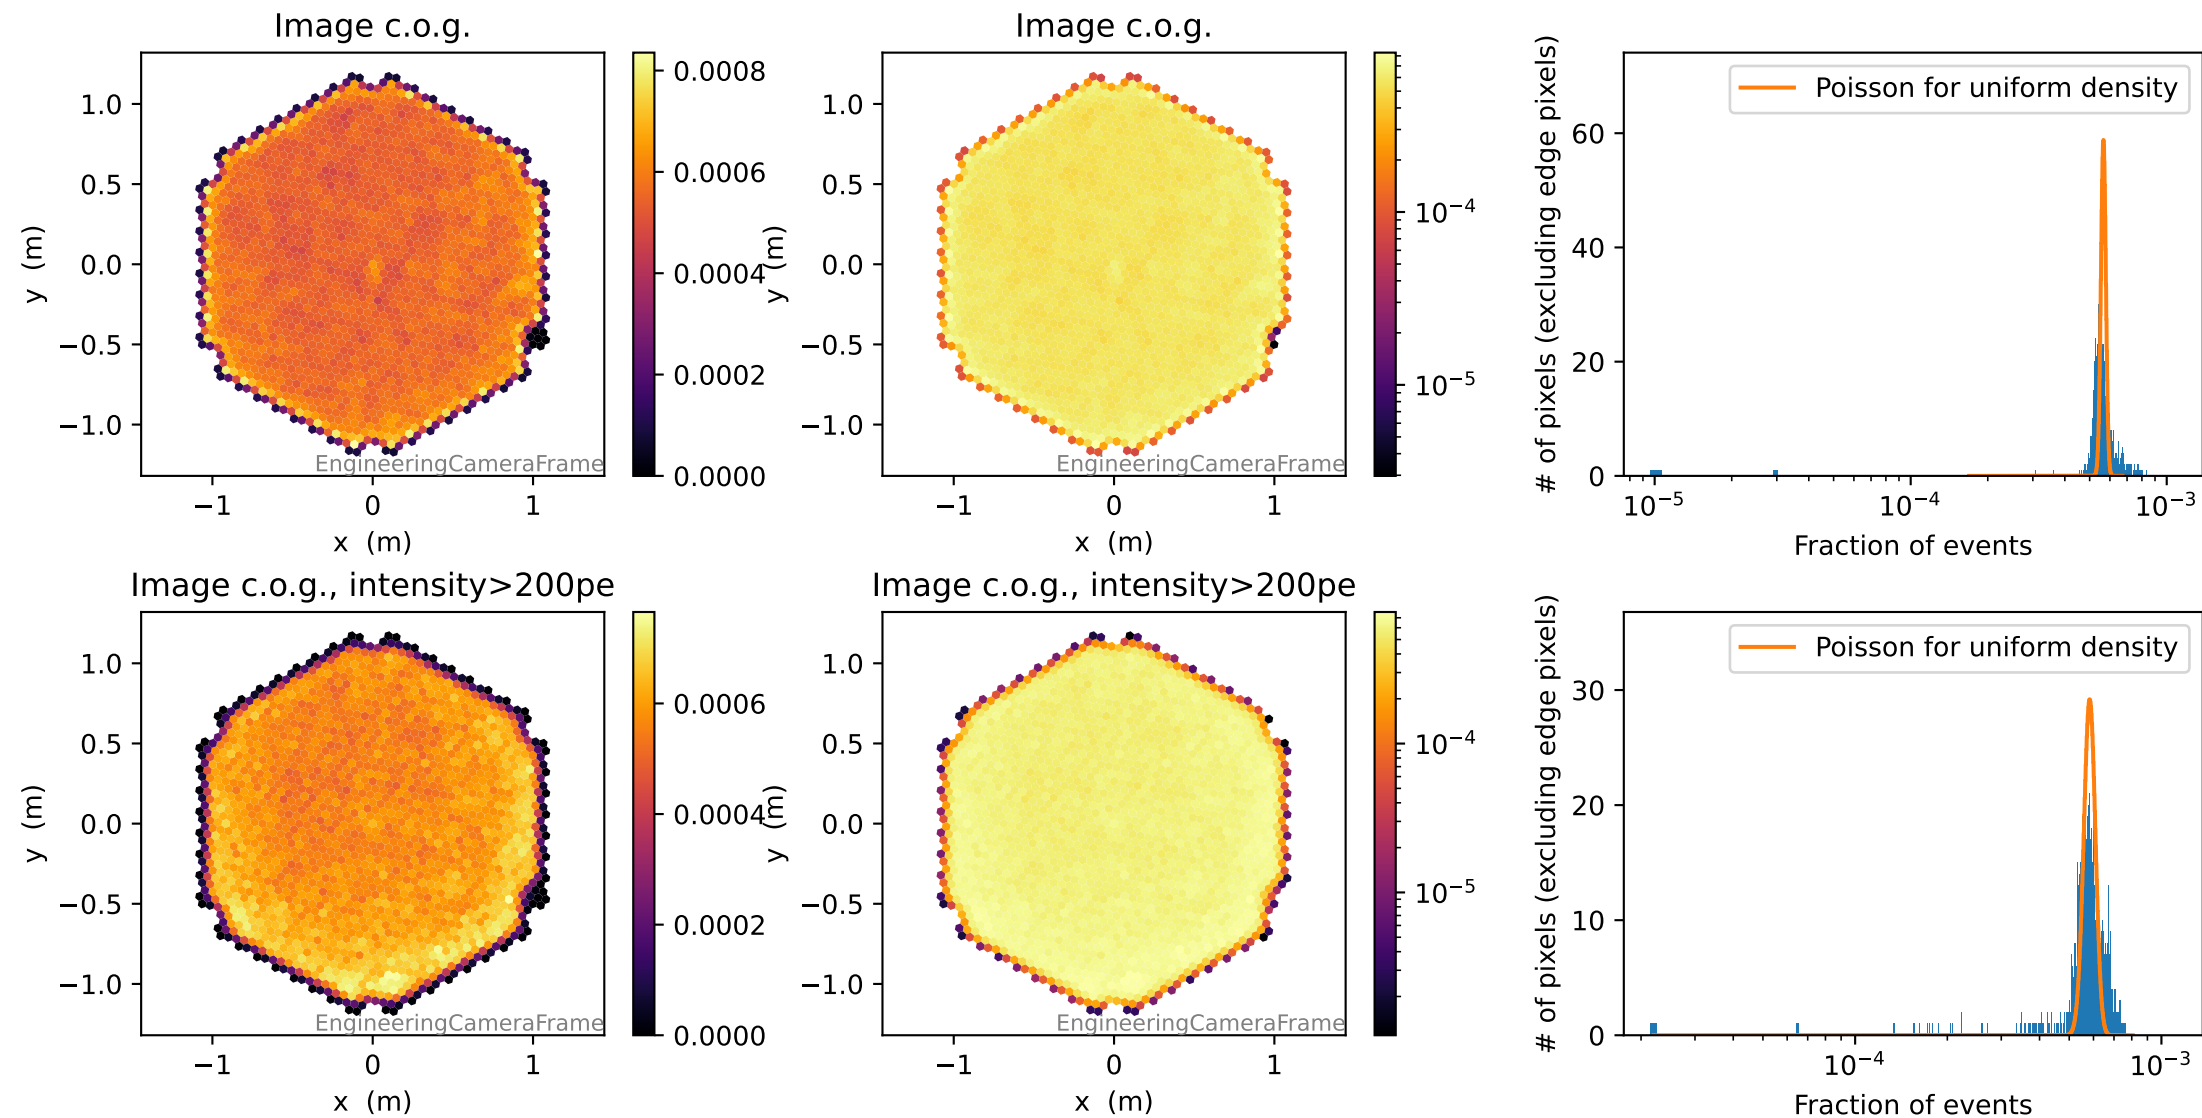 Image c.o.g.
1.0
0.5
0.0
−0.5
−1.0
y (m)
−1
0
1
x (m)
EngineeringCameraFrame
0.0008
0.0006
0.0004
0.0002
0.0000
Image c.o.g.
1.0
0.5
0.0
−0.5
−1.0
y (m)
−1
0
1
x (m)
EngineeringCameraFrame
10−4
10−5
Poisson for uniform density
60
40
20
0
# of pixels (excluding edge pixels)
10−5
10−4
10−3
Fraction of events
Image c.o.g., intensity>200pe
1.0
0.5
0.0
−0.5
−1.0
y (m)
−1
0
1
x (m)
EngineeringCameraFrame
0.0006
0.0004
0.0002
0.0000
Image c.o.g., intensity>200pe
1.0
0.5
0.0
−0.5
−1.0
y (m)
−1
0
1
x (m)
EngineeringCameraFrame
10−4
10−5
Poisson for uniform density
30
20
10
0
# of pixels (excluding edge pixels)
10−4
10−3
Fraction of events